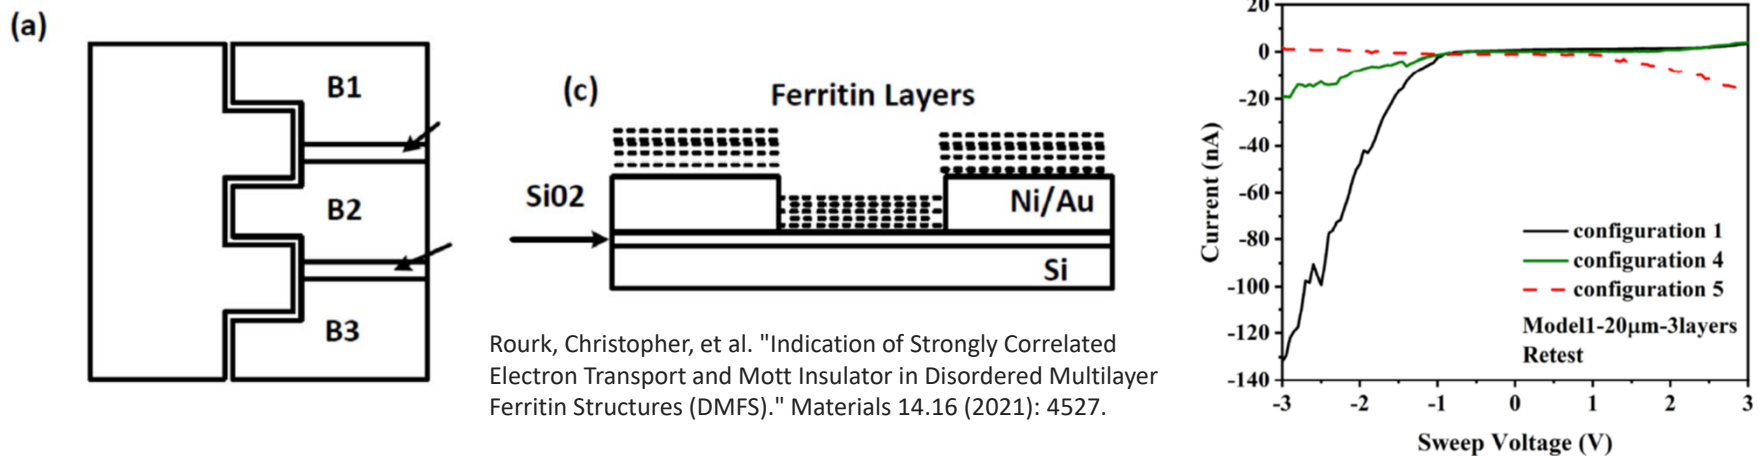 (a)
B1
B2
B3
(c)
Ferritin Layers
SiO2
Ni/Au
Si
Rourk, Christopher, et al. "Indication of Strongly Correlated
Electron Transport and Mott Insulator in Disordered Multilayer
Ferritin Structures (DMFS)." Materials 14.16 (2021): 4527.
Current (nA)
20
0
-20
-40
-60
-80
-100
-120
-140
configuration 1
configuration 4
configuration 5
Model1-20μm-3layers
Retest
-3 -2 -1 0 1 2 3
Sweep Voltage (V)